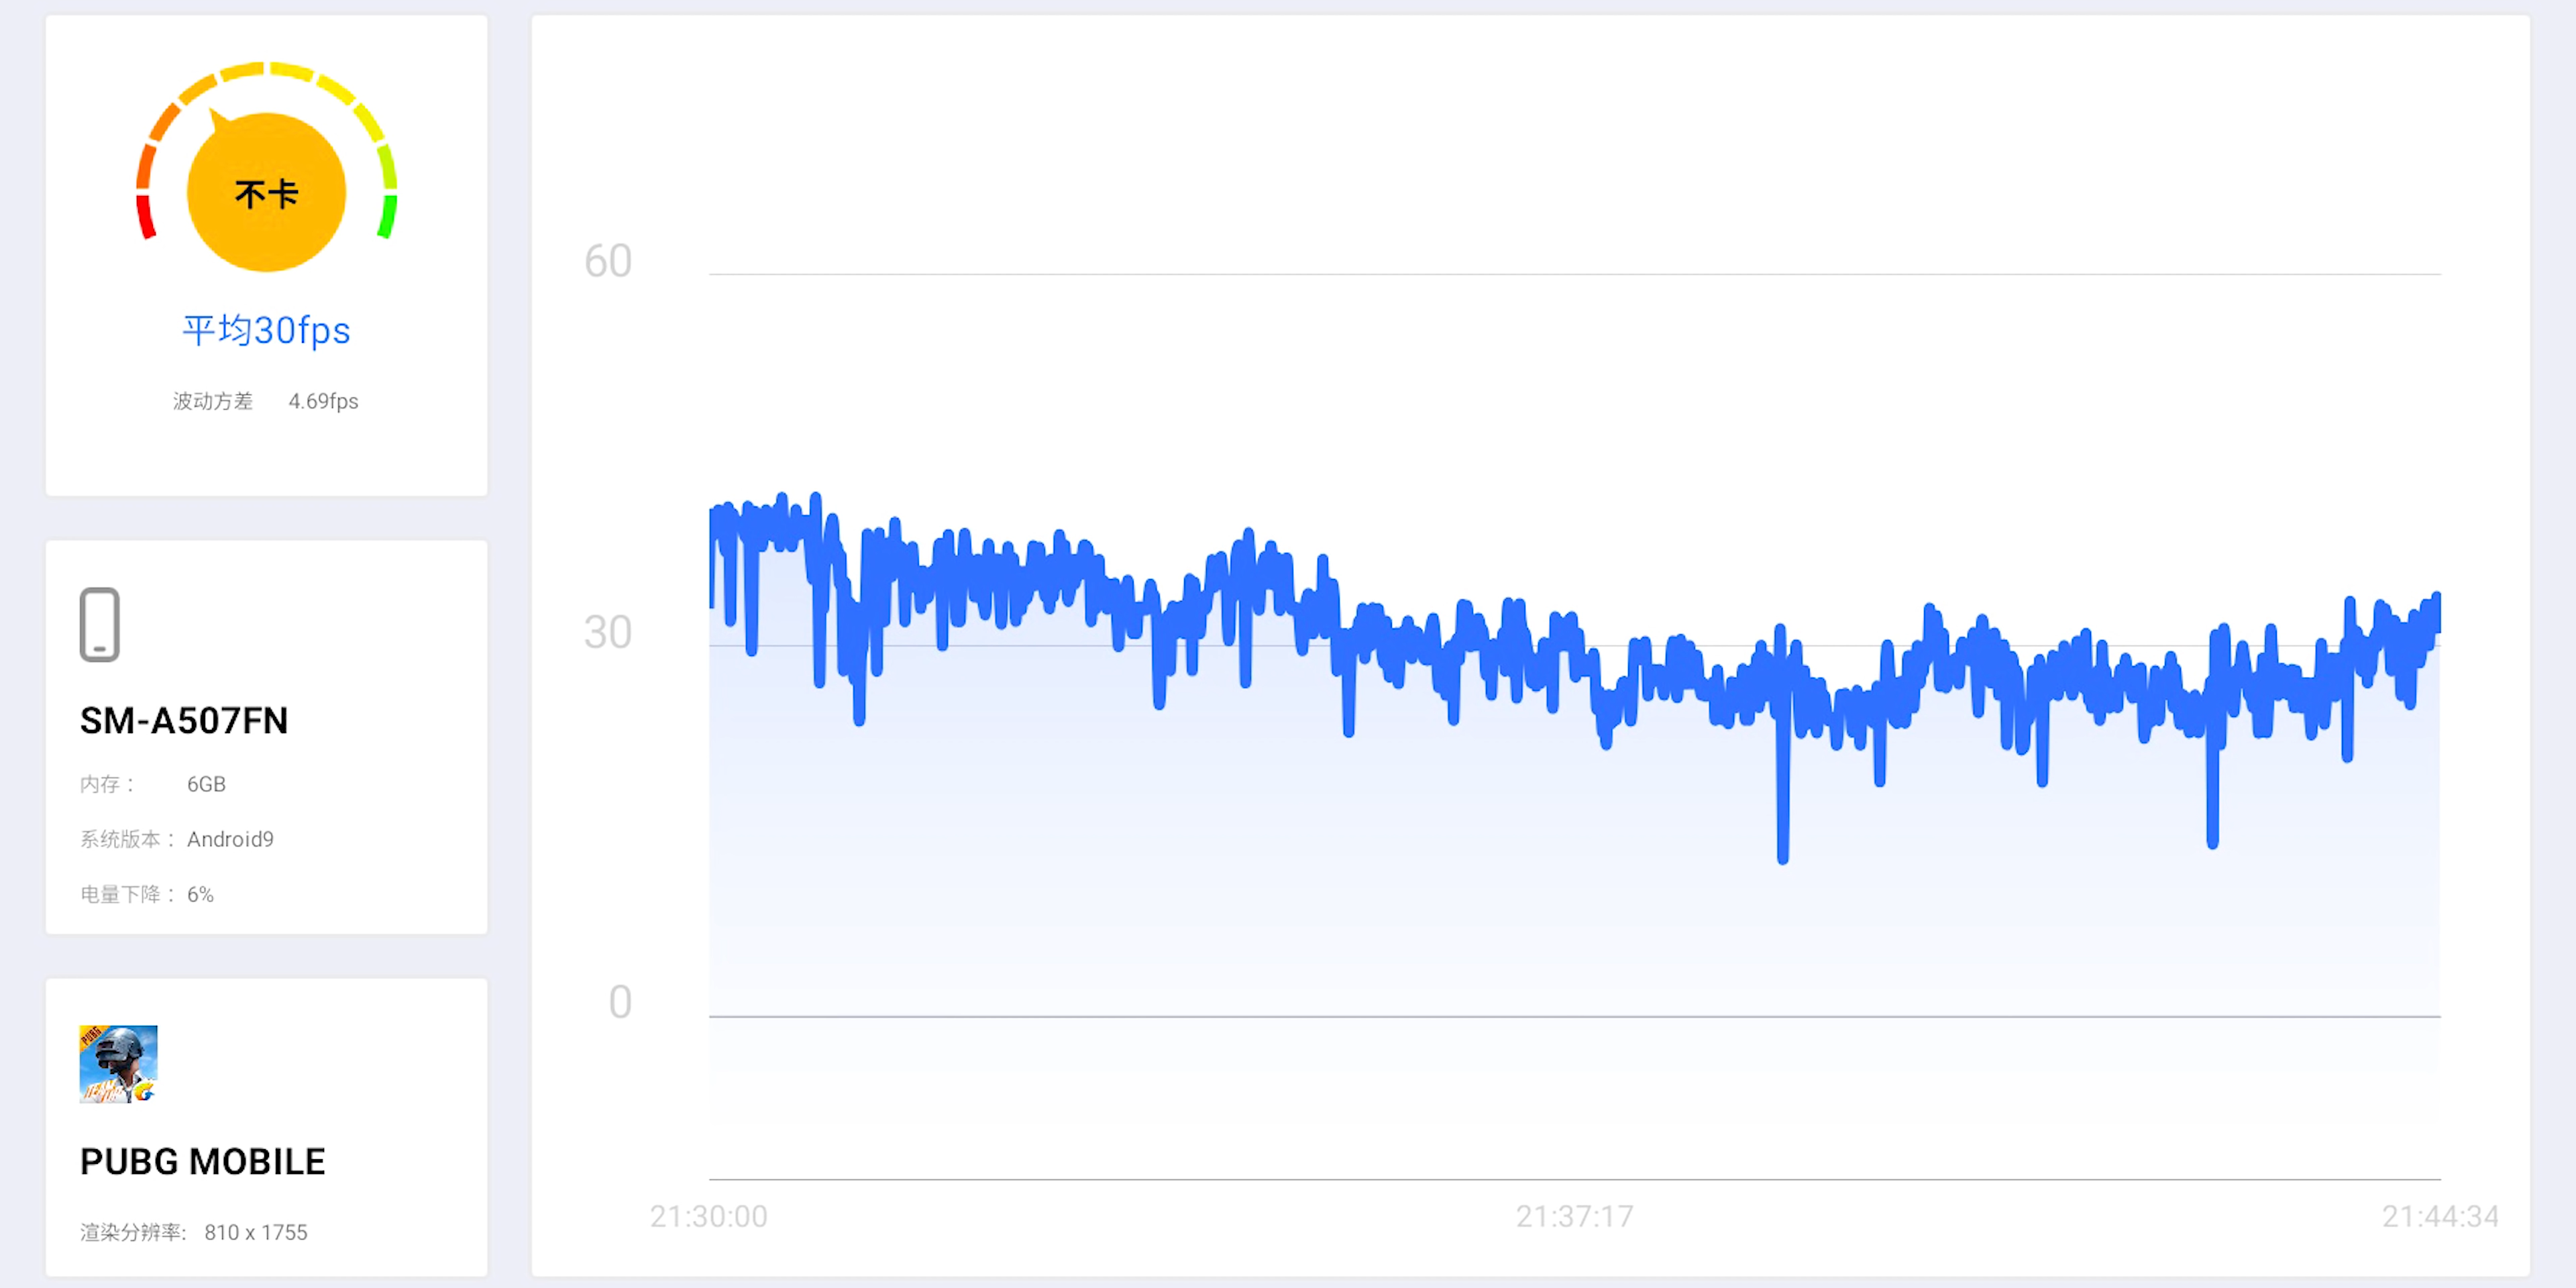 不卡
平均30fps
波动方差 4.69fps
SM-A507FN
内存： 6GB
系统版本： Android9
电量下降： 6%
PUBG
PUBG MOBILE
渲染分辨率: 810 x 1755
60
30
0
21:30:00 21:37:17 21:44:34